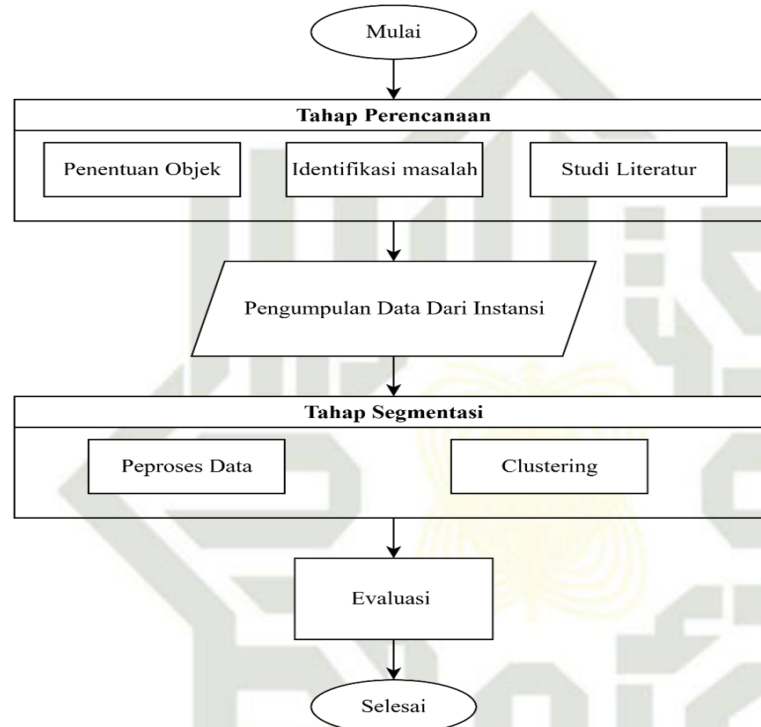 Mulai
Tahap Perencanaan
Penentuan Objek
Identifikasi masalah
Studi Literatur
Pengumpulan Data Dari Instansi
Tahap Segmentasi
Peproses Data
Clustering
Evaluasi
Selesai